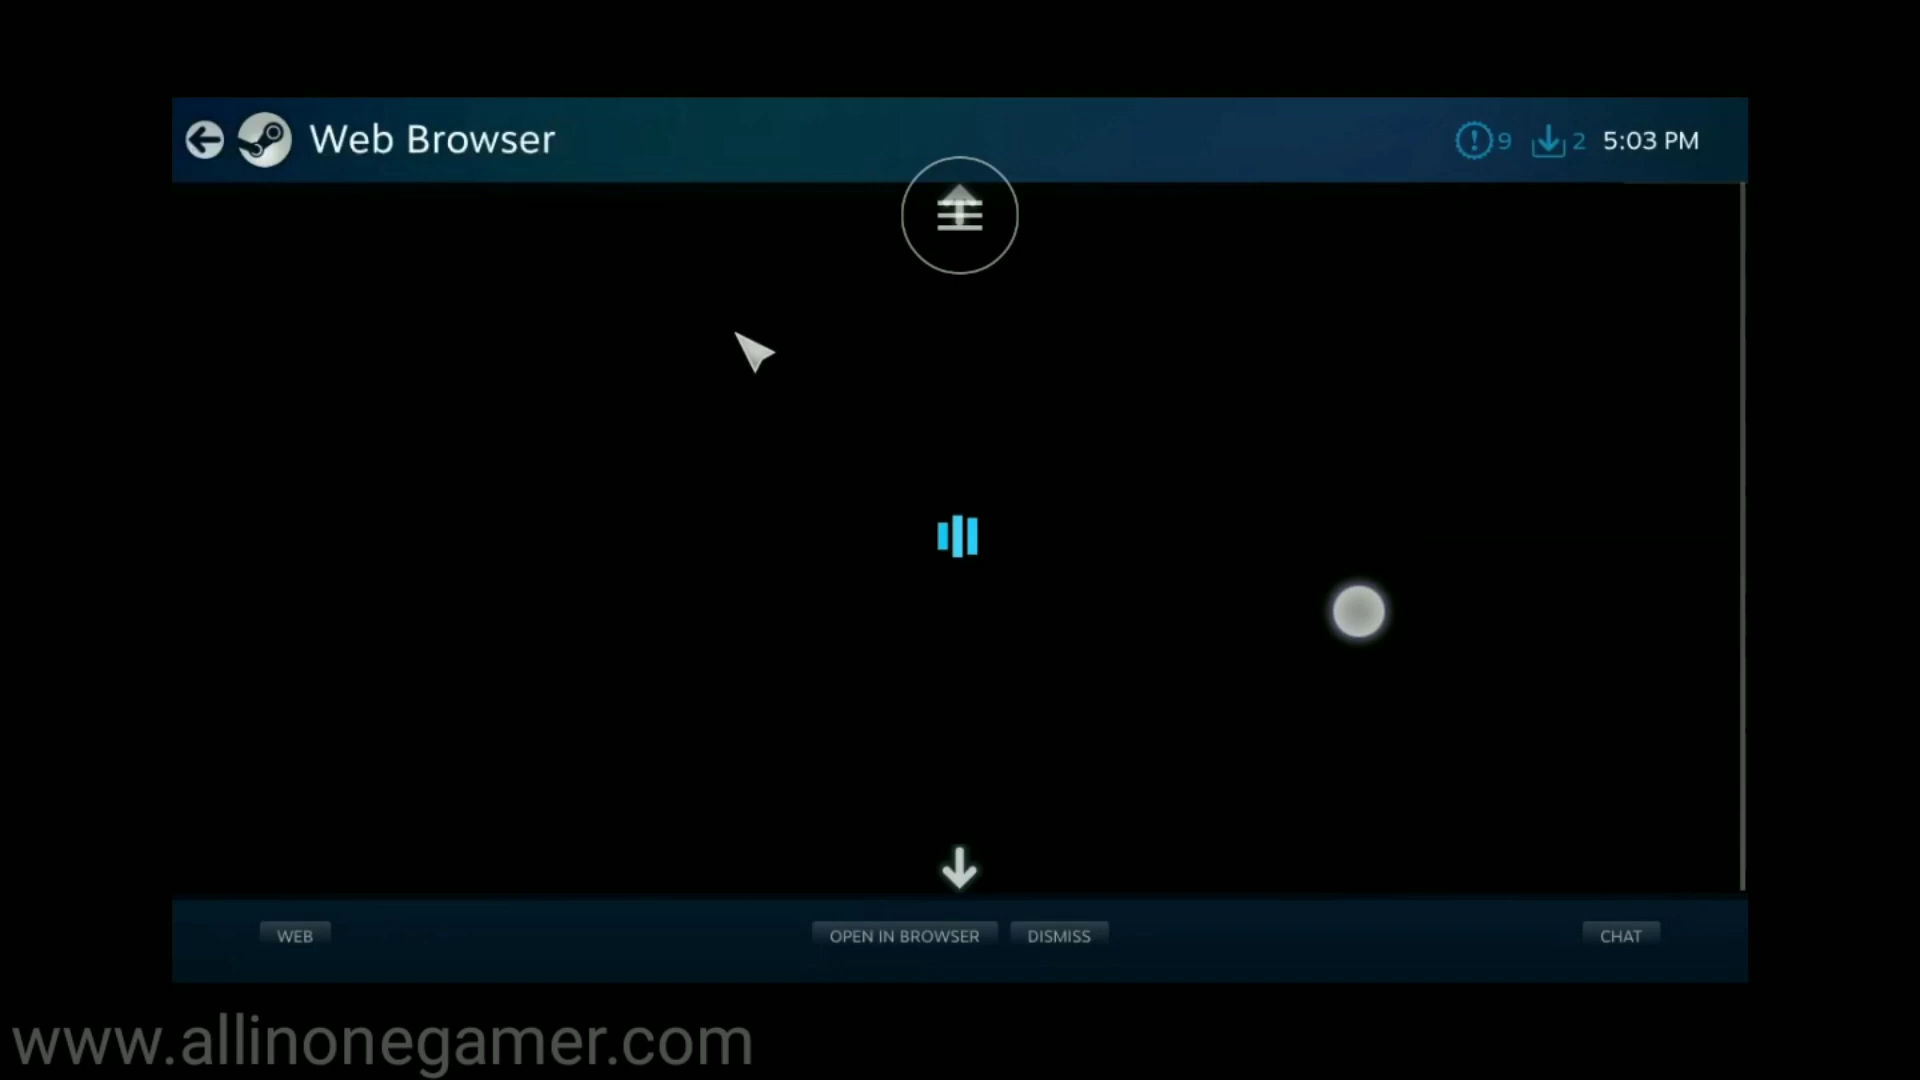 Web Browser
9
2
5:03 PM
WEB
OPEN IN BROWSER
DISMISS
CHAT
www.allinonegamer.com